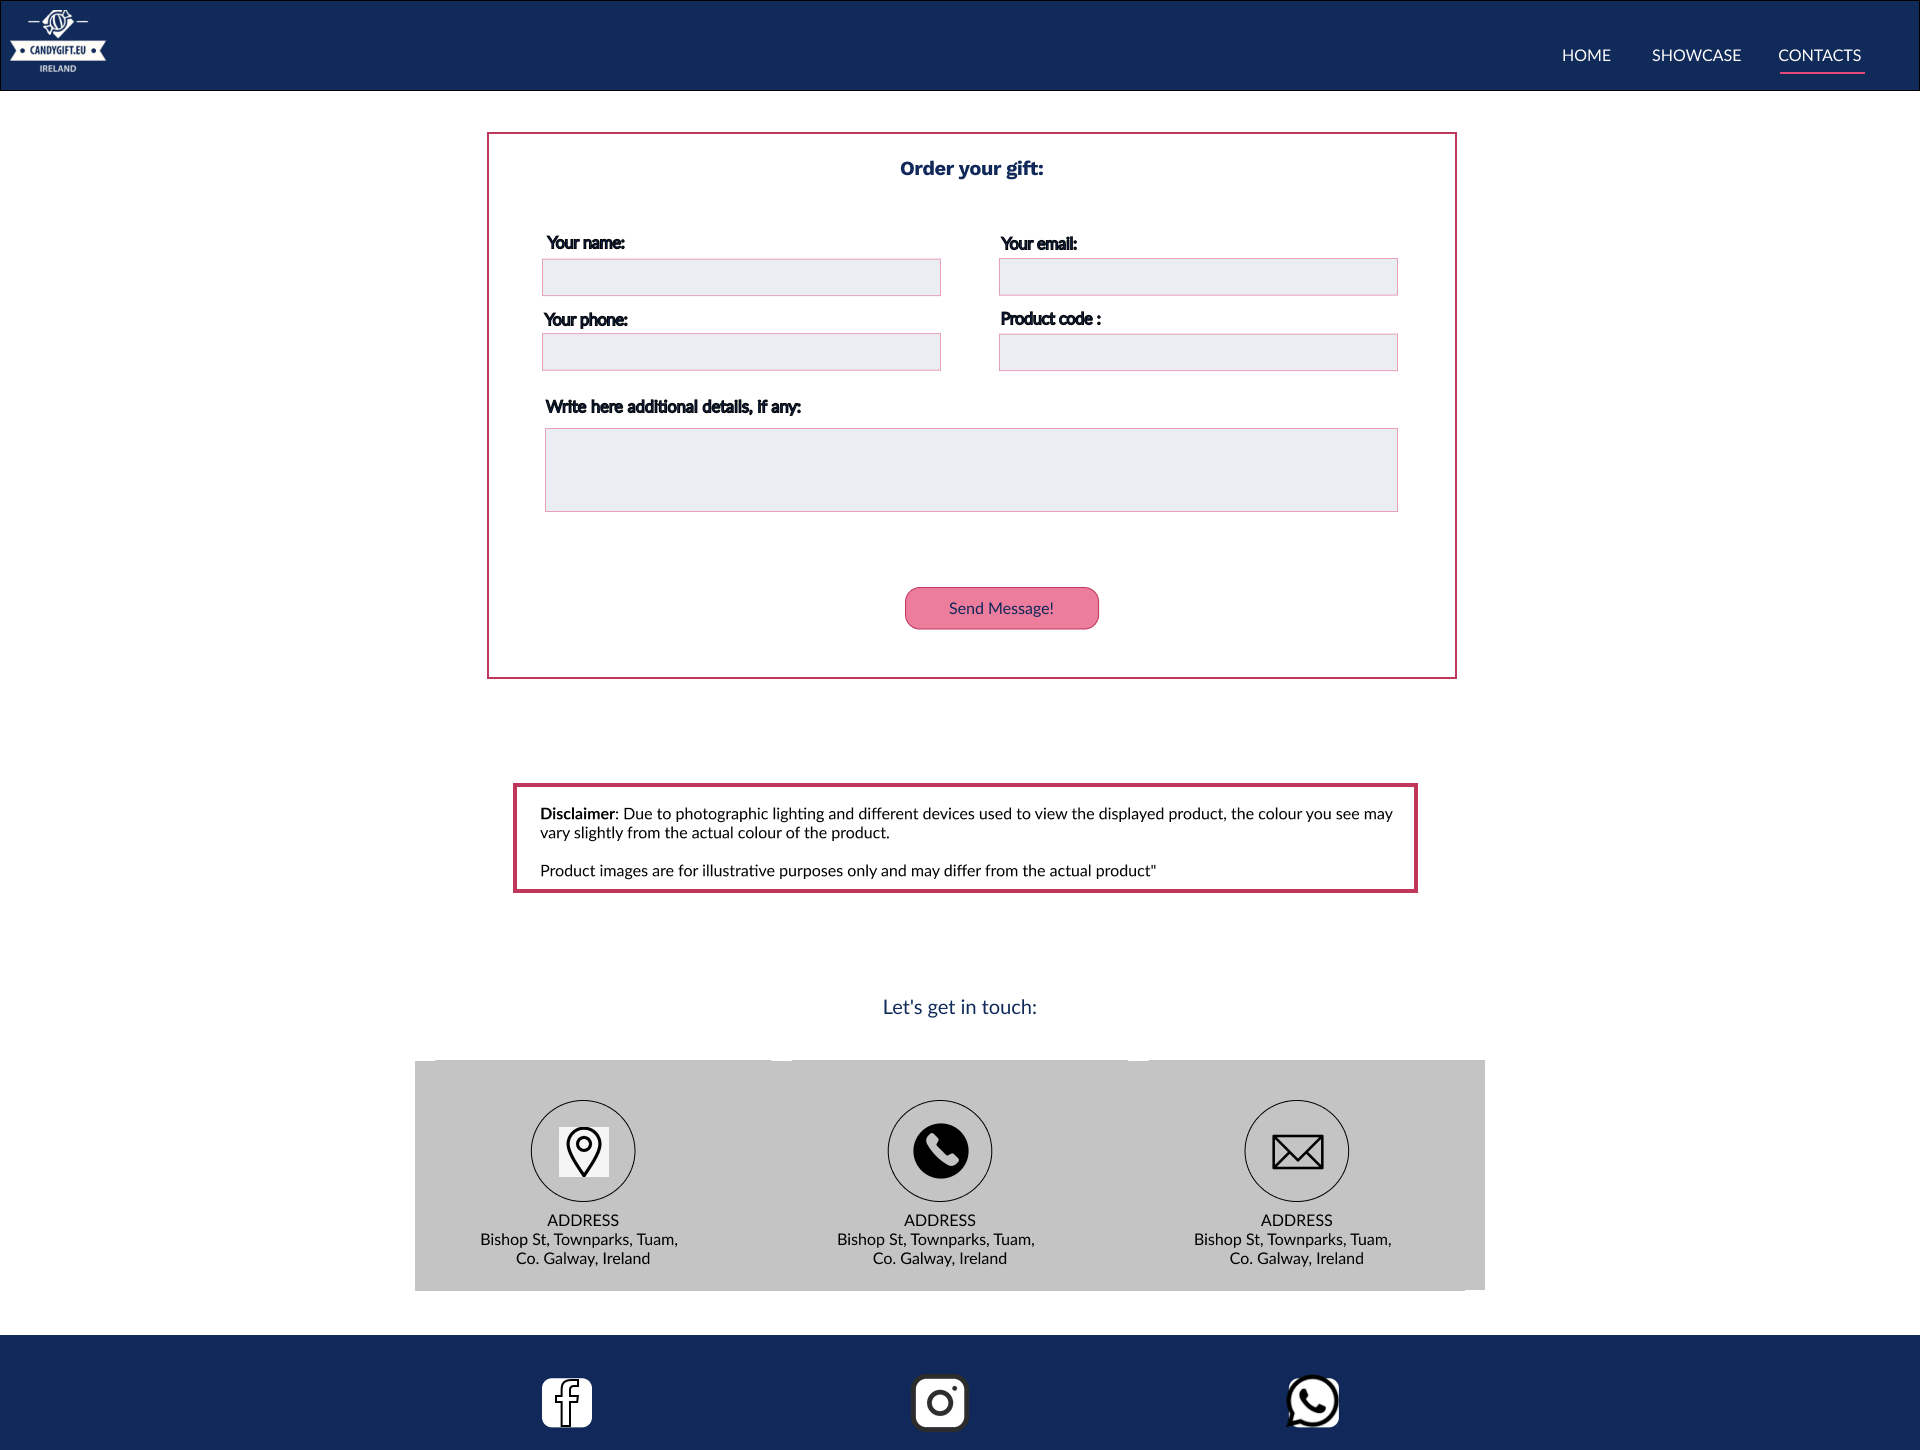 CANDYGIFT.EU
IRELAND
HOME SHOWCASE CONTACTS
Order your gift:
Your name: Your email:
Your phone: Product code :
Write here additional details, if any:
Send Message!
Disclaimer: Due to photographic lighting and different devices used to view the displayed product, the colour you see may
vary slightly from the actual colour of the product.
Product images are for illustrative purposes only and may differ from the actual product"
Let's get in touch:
ADDRESS
Bishop St, Townparks, Tuam,
Co. Galway, Ireland
ADDRESS
Bishop St, Townparks, Tuam,
Co. Galway, Ireland
ADDRESS
Bishop St, Townparks, Tuam,
Co. Galway, Ireland